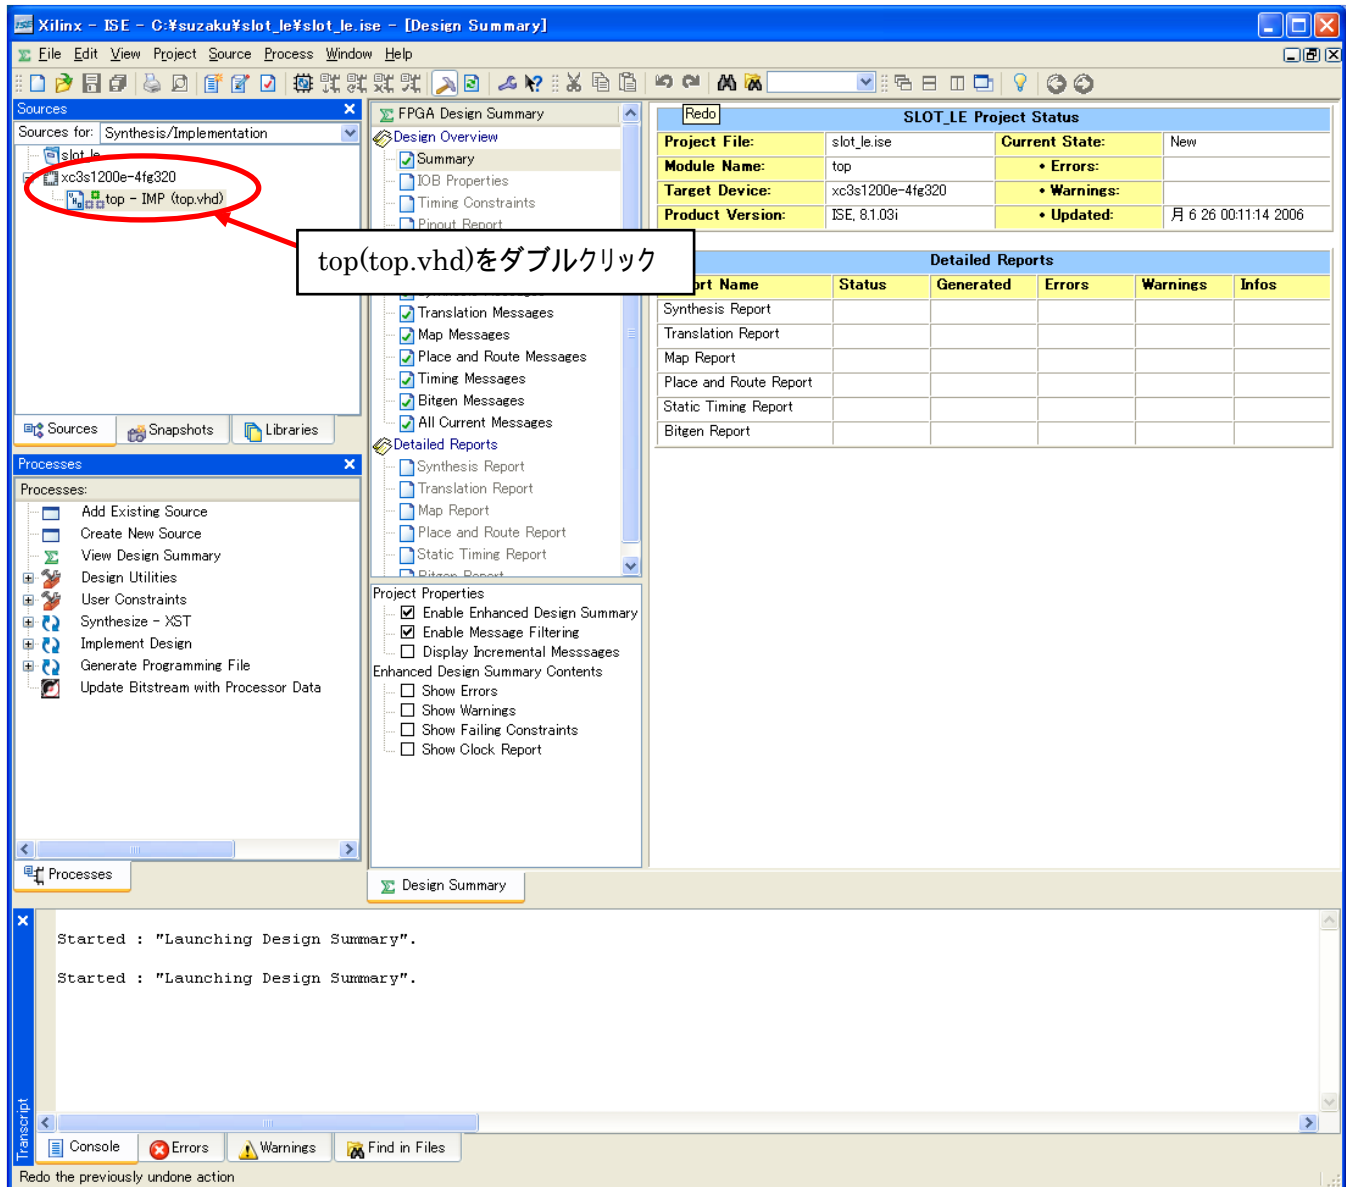 Xilinx - ISE - C:¥suzaku¥slot_le¥slot_le.ise - [Design Summary]
File Edit View Project Source Process Window Help
Sources
Sources for: Synthesis/Implementation
slot_le
xc3s1200e-4fg320
top - IMP (top.vhd)
Sources Snapshots Libraries
Processes
Processes:
Add Existing Source
Create New Source
View Design Summary
Design Utilities
User Constraints
Synthesize - XST
Implement Design
Generate Programming File
Update Bitstream with Processor Data
Processes
FPGA Design Summary
Design Overview
Summary
IOB Properties
Timing Constraints
Pinout Report
top(top.vhd)をダブルクリック
Translation Messages
Map Messages
Place and Route Messages
Timing Messages
Bitgen Messages
All Current Messages
Detailed Reports
Synthesis Report
Translation Report
Map Report
Place and Route Report
Static Timing Report
Bitgen Report
Project Properties
Enable Enhanced Design Summary
Enable Message Filtering
Display Incremental Messsages
Enhanced Design Summary Contents
Show Errors
Show Warnings
Show Failing Constraints
Show Clock Report
Design Summary
Redo
SLOT_LE Project Status
Project File: slot_le.ise Current State: New
Module Name: top • Errors:
Target Device: xc3s1200e-4fg320 • Warnings:
Product Version: ISE, 8.1.03i • Updated: 月 6 26 00:11:14 2006
Detailed Reports
ort Name Status Generated Errors Warnings Infos
Synthesis Report
Translation Report
Map Report
Place and Route Report
Static Timing Report
Bitgen Report
Started : "Launching Design Summary".
Started : "Launching Design Summary".
Transcript
Console Errors Warnings Find in Files
Redo the previously undone action